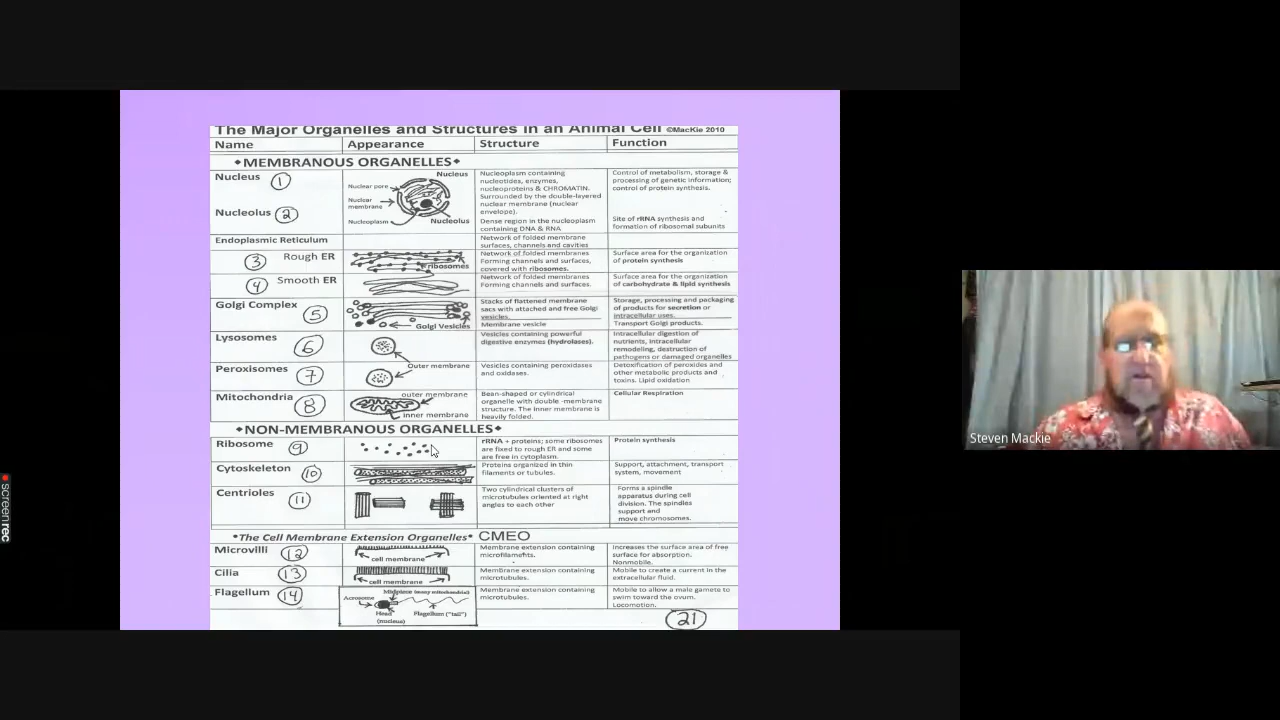 The Major Organelles and Structures in an Animal Cell ©MacKie 2010
Name Appearance Structure Function
◆MEMBRANOUS ORGANELLES◆
Nucleus 1
Nucleolus 2
Nuclear pore
Nuclear
membrane
Nucleoplasm
Nucleus
Nucleolus
Nucleoplasm containing
nucleotides, enzymes,
nucleoproteins & CHROMATIN.
Surrounded by the double-layered
nuclear membrane (nuclear
envelope).
Dense region in the nucleoplasm
containing DNA & RNA
Control of metabolism, storage &
processing of genetic information;
control of protein synthesis.
Site of rRNA synthesis and
formation of ribosomal subunits
Endoplasmic Reticulum
Network of folded membrane
surfaces, channels and cavities
3 Rough ER
ribosomes
Network of folded membranes
Forming channels and surfaces,
covered with ribosomes.
Surface area for the organization
of protein synthesis
4 Smooth ER
Network of folded membranes
Forming channels and surfaces.
Surface area for the organization
of carbohydrate & lipid synthesis
Golgi Complex 5
Golgi Vesicles
Stacks of flattened membrane
sacs with attached and free Golgi
vesicles.
Membrane vesicle
Storage, processing and packaging
of products for secretion or
intracellular uses.
Transport Golgi products.
Lysosomes 6
Vesicles containing powerful
digestive enzymes (hydrolases).
Intracellular digestion of
nutrients, intracellular
remodeling, destruction of
pathogens or damaged organelles
Peroxisomes 7
Outer membrane
Vesicles containing peroxidases
and oxidases.
Detoxification of peroxides and
other metabolic products and
toxins. Lipid oxidation
Mitochondria 8
outer membrane
inner membrane
Bean-shaped or cylindrical
organelle with double -membrane
structure. The inner membrane is
heavily folded.
Cellular Respiration
◆NON-MEMBRANOUS ORGANELLES◆
Ribosome 9
rRNA + proteins; some ribosomes
are fixed to rough ER and some
are free in cytoplasm.
Protein synthesis
Cytoskeleton 10
Proteins organized in thin
filaments or tubules.
Support, attachment, transport
system, movement
Centrioles 11
Two cylindrical clusters of
microtubules oriented at right
angles to each other
Forms a spindle
apparatus during cell
division. The spindles
support and
move chromosomes.
*The Cell Membrane Extension Organelles* CMEO
Microvilli 12
cell membrane
Membrane extension containing
microfilaments.
Increases the surface area of free
surface for absorption.
Nonmobile.
Cilia 13
cell membrane
Membrane extension containing
microtubules.
Mobile to create a current in the
extracellular fluid.
Flagellum 14
Acrosome
Midpiece (many mitochondria)
Head
(nucleus)
Flagellum ("tail")
Membrane extension containing
microtubules.
Mobile to allow a male gamete to
swim toward the ovum.
Locomotion.
21
Steven Mackie
screenrec